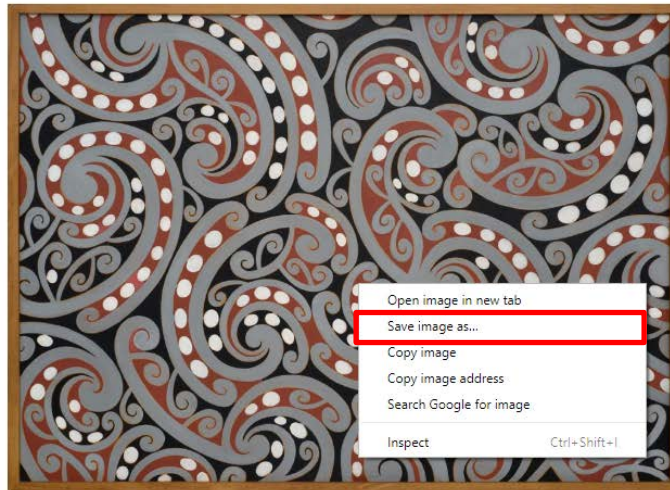 Open image in new tab
Save image as...
Copy image
Copy image address
Search Google for image
Inspect Ctrl+Shift+I